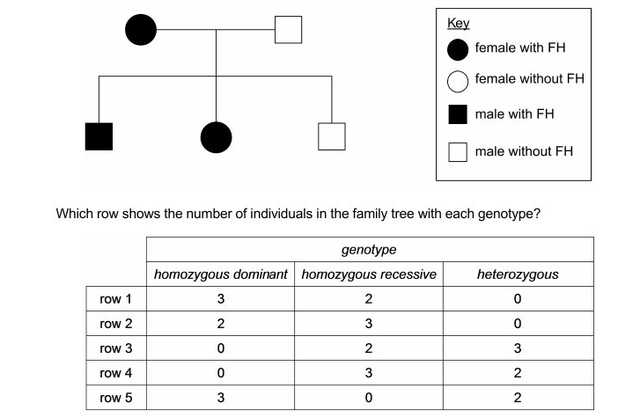 Key
female with FH
female without FH
male with FH
male without FH
Which row shows the number of individuals in the family tree with each genotype?
genotype
homozygous dominant homozygous recessive heterozygous
row 1 3 2 0
row 2 2 3 0
row 3 0 2 3
row 4 0 3 2
row 5 3 0 2